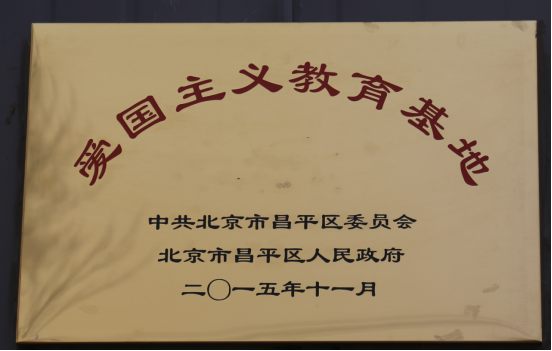 爱国主义教育基地
中共北京市昌平区委员会
北京市昌平区人民政府
二〇一五年十一月